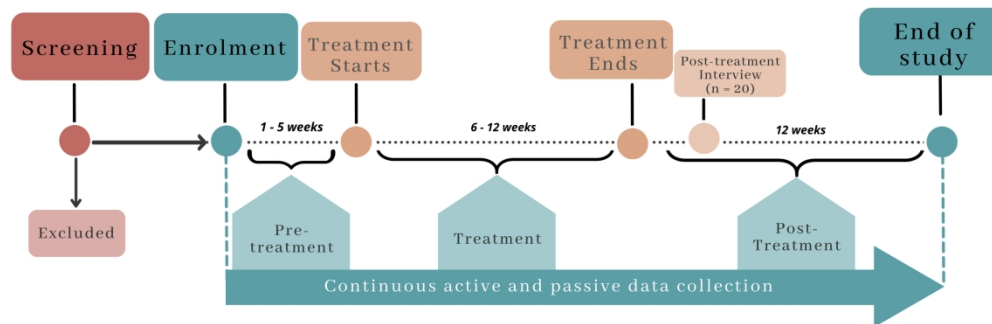 Screening
Enrolment
Treatment
Starts
Treatment
Ends
Post-treatment
Interview
(n = 20)
End of
study
1 - 5 weeks
6 - 12 weeks
12 weeks
Excluded
Pre-
treatment
Treatment
Post-
Treatment
Continuous active and passive data collection